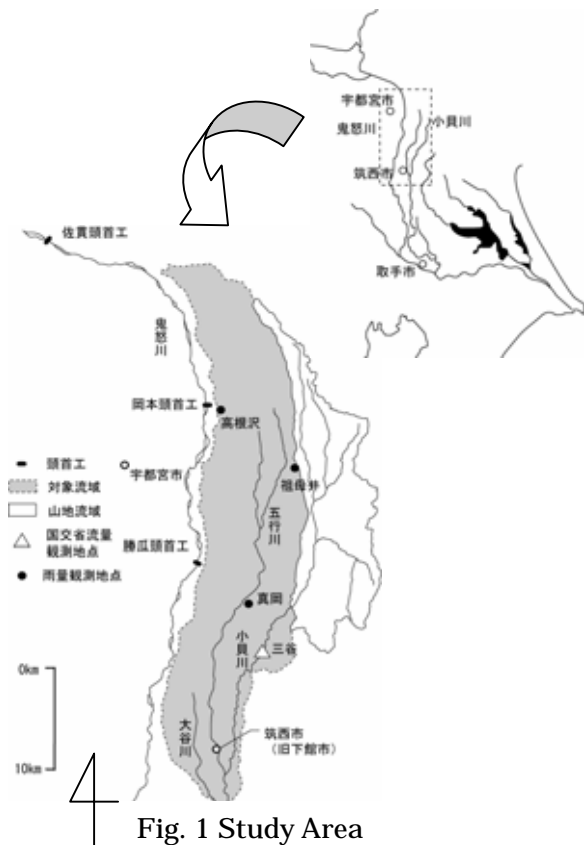 宇都宮市
鬼怒川
小貝川
筑西市
取手市
佐貫頭首工
鬼怒川
岡本頭首工
高根沢
頭首工
宇都宮市
対象流域
祖母井
山地流域
五行川
国交省流量
観測地点
勝瓜頭首工
雨量観測地点
真岡
小貝川
三谷
0km
大谷川
筑西市
(旧下館市)
10km
Fig. 1 Study Area